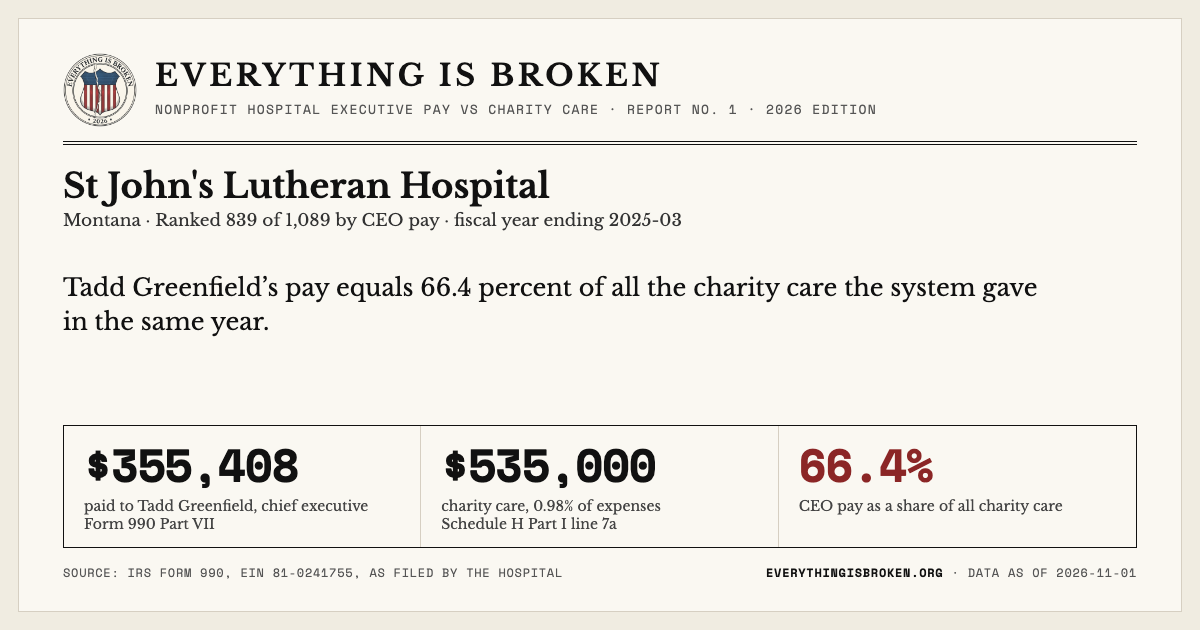 EVERYTHING IS BROKEN
· 2026 ·
EVERYTHING IS BROKEN
NONPROFIT HOSPITAL EXECUTIVE PAY VS CHARITY CARE · REPORT NO. 1 · 2026 EDITION
St John's Lutheran Hospital
Montana · Ranked 839 of 1,089 by CEO pay · fiscal year ending 2025-03
Tadd Greenfield’s pay equals 66.4 percent of all the charity care the system gave
in the same year.
$355,408
paid to Tadd Greenfield, chief executive
Form 990 Part VII
$535,000
charity care, 0.98% of expenses
Schedule H Part I line 7a
66.4%
CEO pay as a share of all charity care
SOURCE: IRS FORM 990, EIN 81-0241755, AS FILED BY THE HOSPITAL
EVERYTHINGISBROKEN.ORG · DATA AS OF 2026-11-01